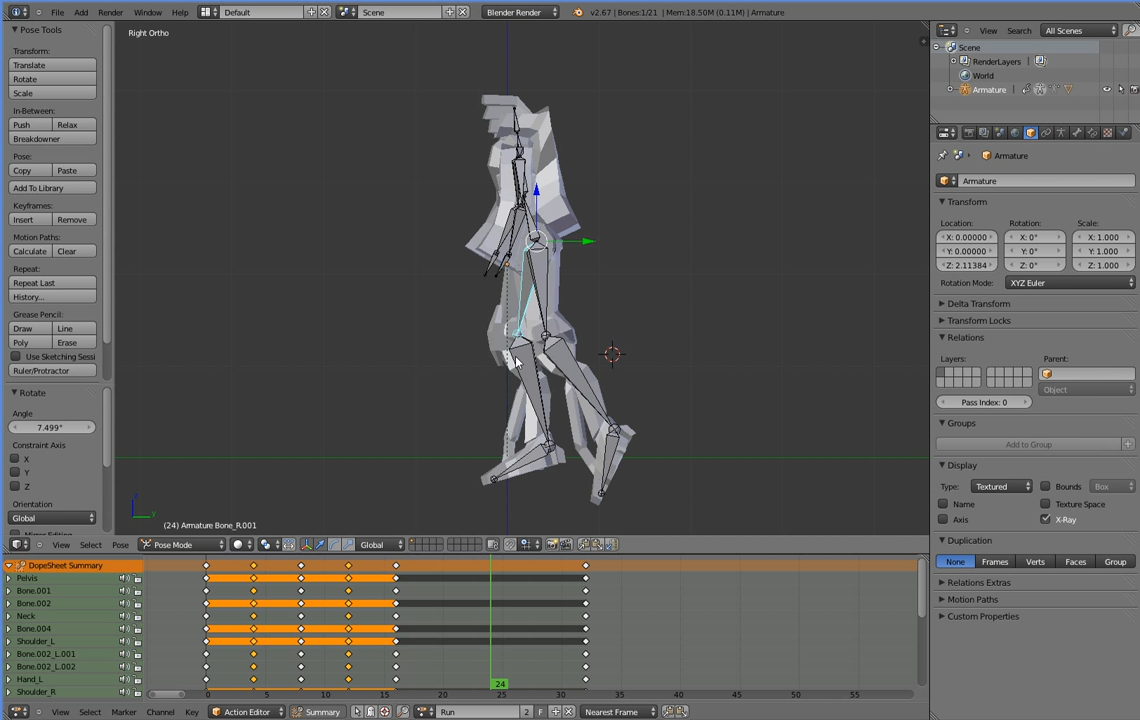 File Render Window Help Default Scene Blender Render v2.67 | Bones:1/21 | Mem:18.50M (0.11M) | Armature
Pose Tools
Transform:
Translate
Rotate
Scale
In-Between:
Push Relax
Breakdowner
Pose:
Copy Paste
Add To Library
Keyframes:
Insert Remove
Motion Paths:
Calculate Clear
Repeat:
Repeat Last
History...
Grease Pencil:
Draw Line
Poly Erase
Use Sketching Sessi
Ruler/Protractor
Rotate
Angle
7.499°
Constraint Axis
X
Y
Z
Orientation
Global
Right Ortho
(24) Armature Bone_R.001
View Select Pose Pose Mode Global
View Search All Scenes
Scene
RenderLayers
World
Armature
Armature
Armature
Transform
Location: Rotation: Scale:
X: 0.00000 X: 0° X: 1.000
Y: 0.00000 Y: 0° Y: 1.000
Z: 2.11384 Z: 0° Z: 1.000
Rotation Mode: XYZ Euler
Delta Transform
Transform Locks
Relations
Layers: Parent:
Object
Pass Index: 0
Groups
Add to Group
Display
Type: Textured Bounds Box
Name Texture Space
Axis X-Ray
Duplication
None Frames Verts Faces Group
Relations Extras
Motion Paths
Custom Properties
DopeSheet Summary
Pelvis
Bone.001
Bone.002
Neck
Bone.004
Shoulder_L
Bone.002_L.001
Bone.002_L.002
Hand_L
Shoulder_R
24
0 5 10 15 20 25 30 35 40 45 50 55
View Select Marker Channel Key Action Editor Summary Run 2 F Nearest Frame